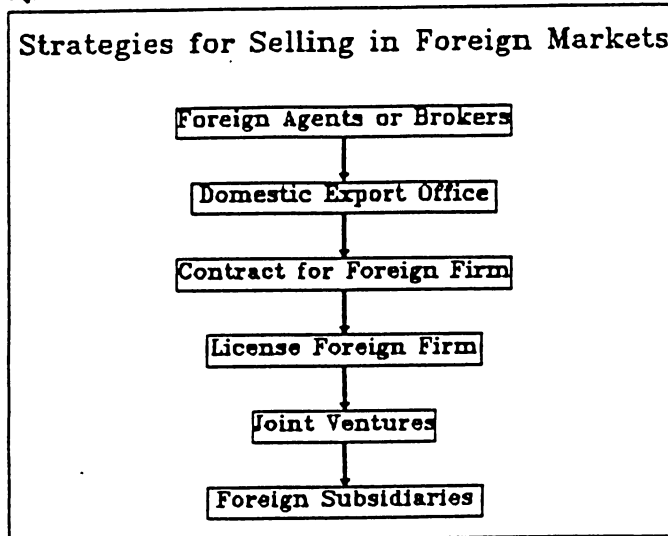 Strategies for Selling in Foreign Markets
Foreign Agents or Brokers
Domestic Export Office
Contract for Foreign Firm
License Foreign Firm
Joint Ventures
Foreign Subsidiaries